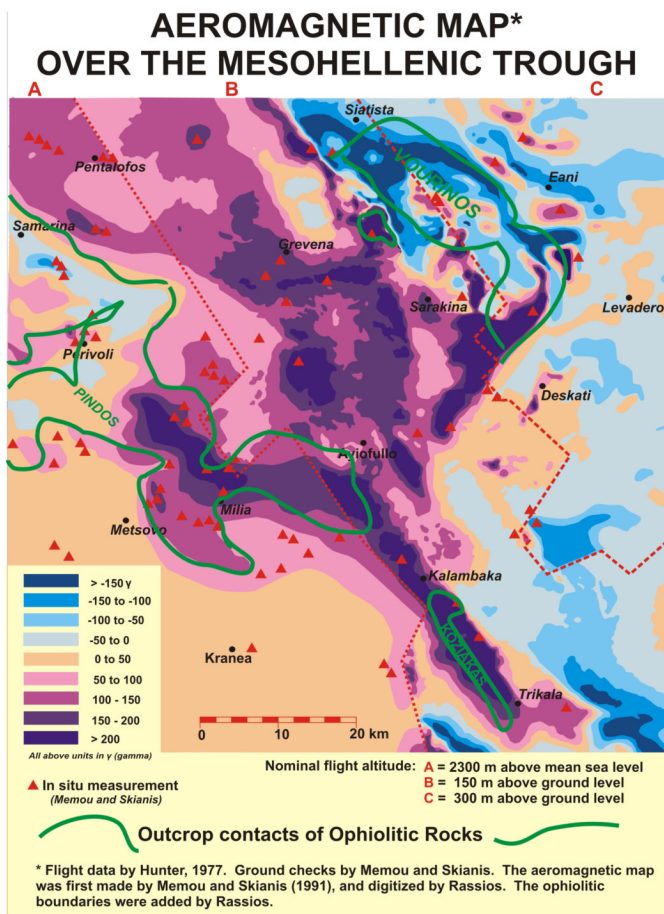 AEROMAGNETIC MAP*
OVER THE MESOHELLENIC TROUGH
A B C
Siatista
VOURINOS
Pentalofos
Eani
Samarina
Grevena
Sarakina
Levadero
Perivoli
PINDOS
Deskati
Ayiofullo
Milia
Metsovo
Kalambaka
KOZIAKAS
Kranea
Trikala
> -150 γ
-150 to -100
-100 to -50
-50 to 0
0 to 50
50 to 100
100 - 150
150 - 200
> 200
All above units in γ (gamma)
0 10 20 km
In situ measurement
(Memou and Skianis)
Nominal flight altitude: A = 2300 m above mean sea level
B = 150 m above ground level
C = 300 m above ground level
Outcrop contacts of Ophiolitic Rocks
* Flight data by Hunter, 1977. Ground checks by Memou and Skianis. The aeromagnetic map
was first made by Memou and Skianis (1991), and digitized by Rassios. The ophiolitic
boundaries were added by Rassios.